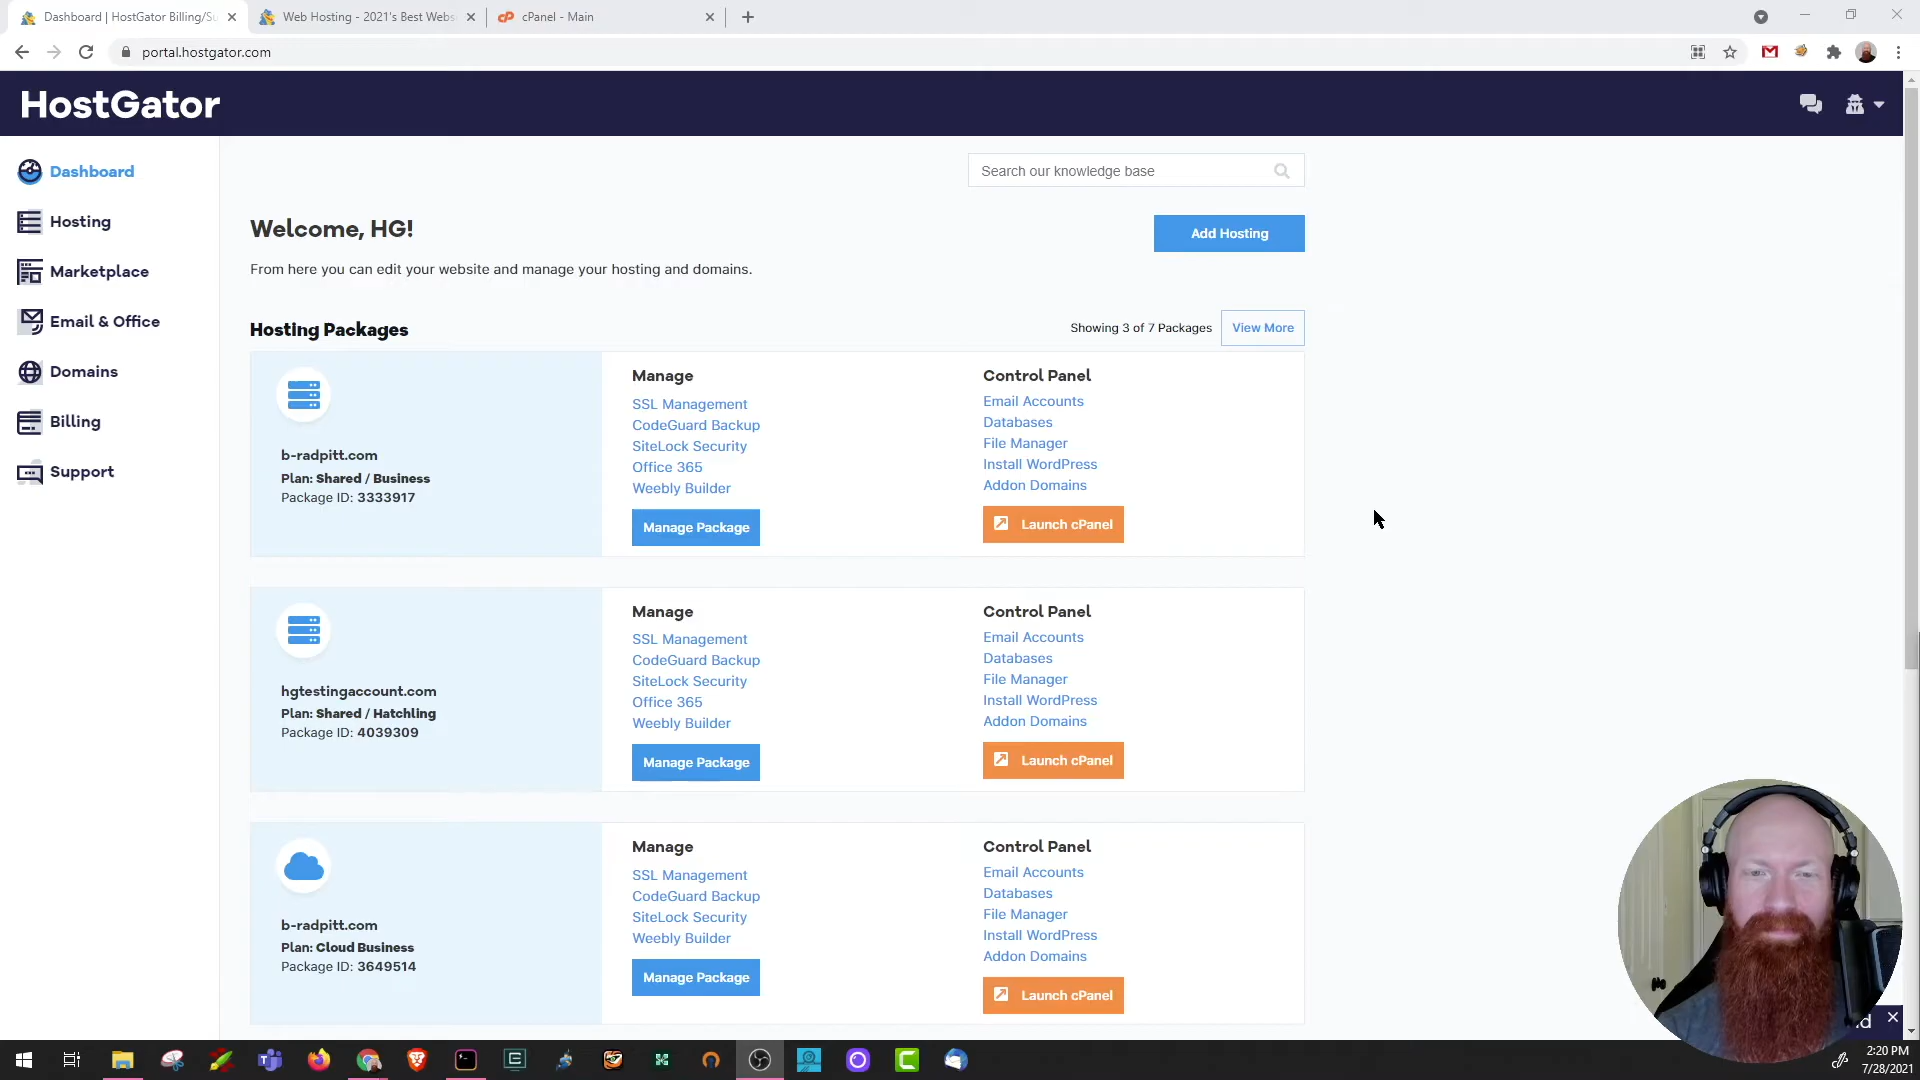 Dashboard | HostGator Billing/Su
Web Hosting - 2021's Best Webs
cPanel - Main
portal.hostgator.com
HostGator
Dashboard
Hosting
Marketplace
Email & Office
Domains
Billing
Support
Search our knowledge base
Welcome, HG!
Add Hosting
From here you can edit your website and manage your hosting and domains.
Hosting Packages
Showing 3 of 7 Packages
View More
b-radpitt.com
Plan: Shared / Business
Package ID: 3333917
Manage
SSL Management
CodeGuard Backup
SiteLock Security
Office 365
Weebly Builder
Manage Package
Control Panel
Email Accounts
Databases
File Manager
Install WordPress
Addon Domains
Launch cPanel
hgtestingaccount.com
Plan: Shared / Hatchling
Package ID: 4039309
Manage
SSL Management
CodeGuard Backup
SiteLock Security
Office 365
Weebly Builder
Manage Package
Control Panel
Email Accounts
Databases
File Manager
Install WordPress
Addon Domains
Launch cPanel
b-radpitt.com
Plan: Cloud Business
Package ID: 3649514
Manage
SSL Management
CodeGuard Backup
SiteLock Security
Weebly Builder
Manage Package
Control Panel
Email Accounts
Databases
File Manager
Install WordPress
Addon Domains
Launch cPanel
2:20 PM
7/28/2021